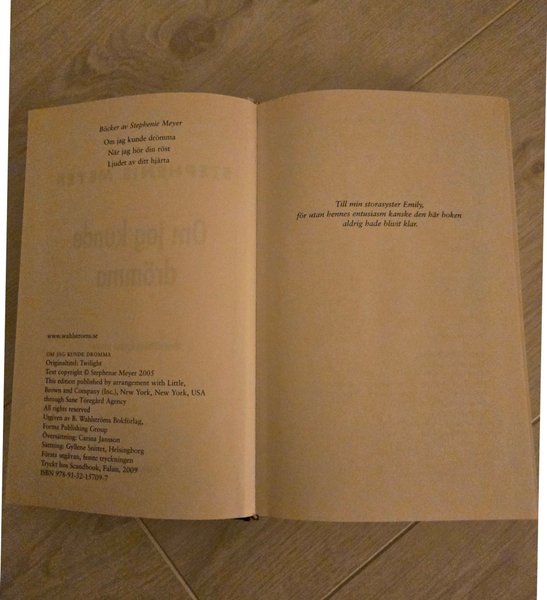 Böcker av Stephenie Meyer
Om jag kunde drömma
När jag hör din röst
Ljudet av ditt hjärta
www.wahlstroms.se
OM JAG KUNDE DRÖMMA
Originaltitel: Twilight
Text copyright © Stephenie Meyer 2005
This edition published by arrangement with Little,
Brown and Company (Inc.), New York, New York, USA
through Sane Töregård Agency
All rights reserved
Utgiven av B. Wahlströms Bokförlag,
Forma Publishing Group
Översättning: Carina Jansson
Sättning: Gyllene Snittet, Helsingborg
Första utgåvan, femte tryckningen
Tryckt hos Scandbook, Falun, 2009
ISBN 978-91-32-15709-7
Till min storasyster Emily,
för utan hennes entusiasm kanske den här boken
aldrig hade blivit klar.